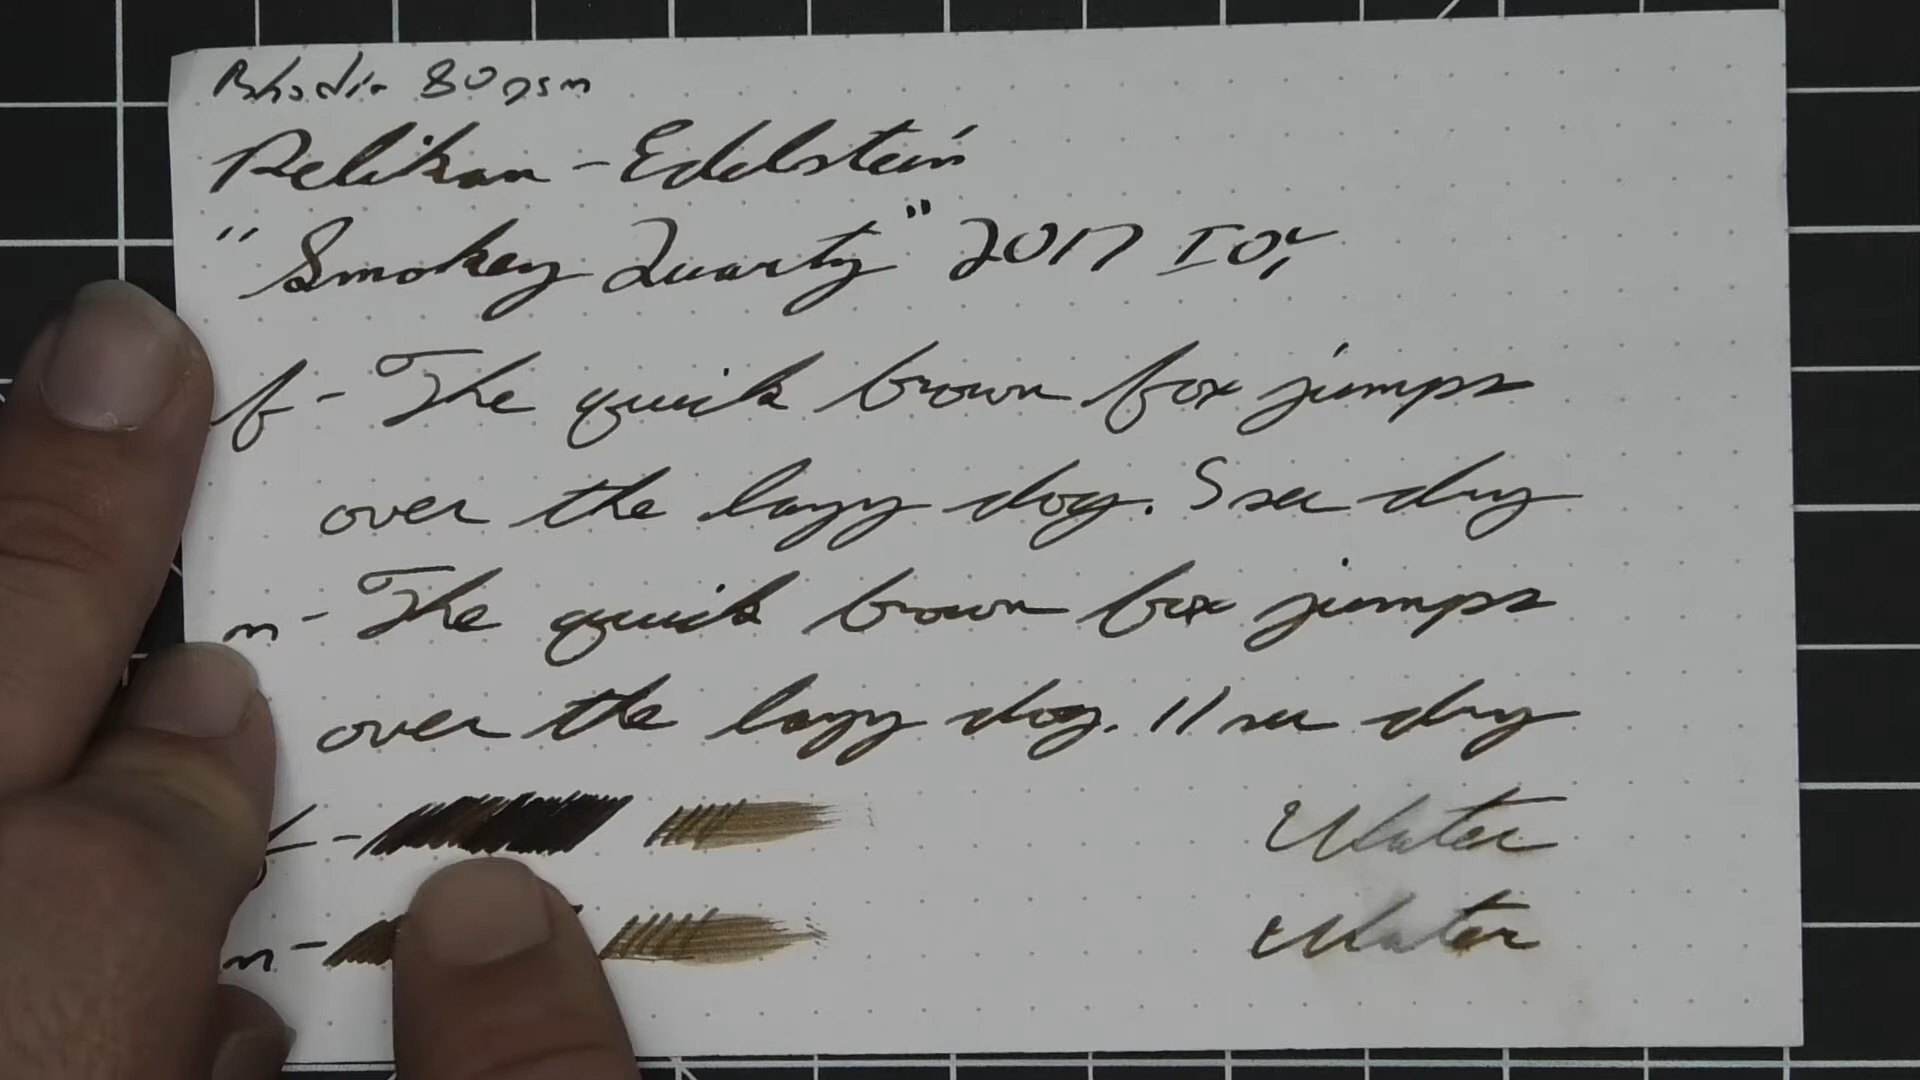 Rhodia 80gsm
Pelikan - Edelstein
"Smokey Quartz" 2017 IOY
f - The quick brown fox jumps
over the lazy dog. 5 sec dry
m - The quick brown fox jumps
over the lazy dog. 11 sec dry
f - Water
m - Water